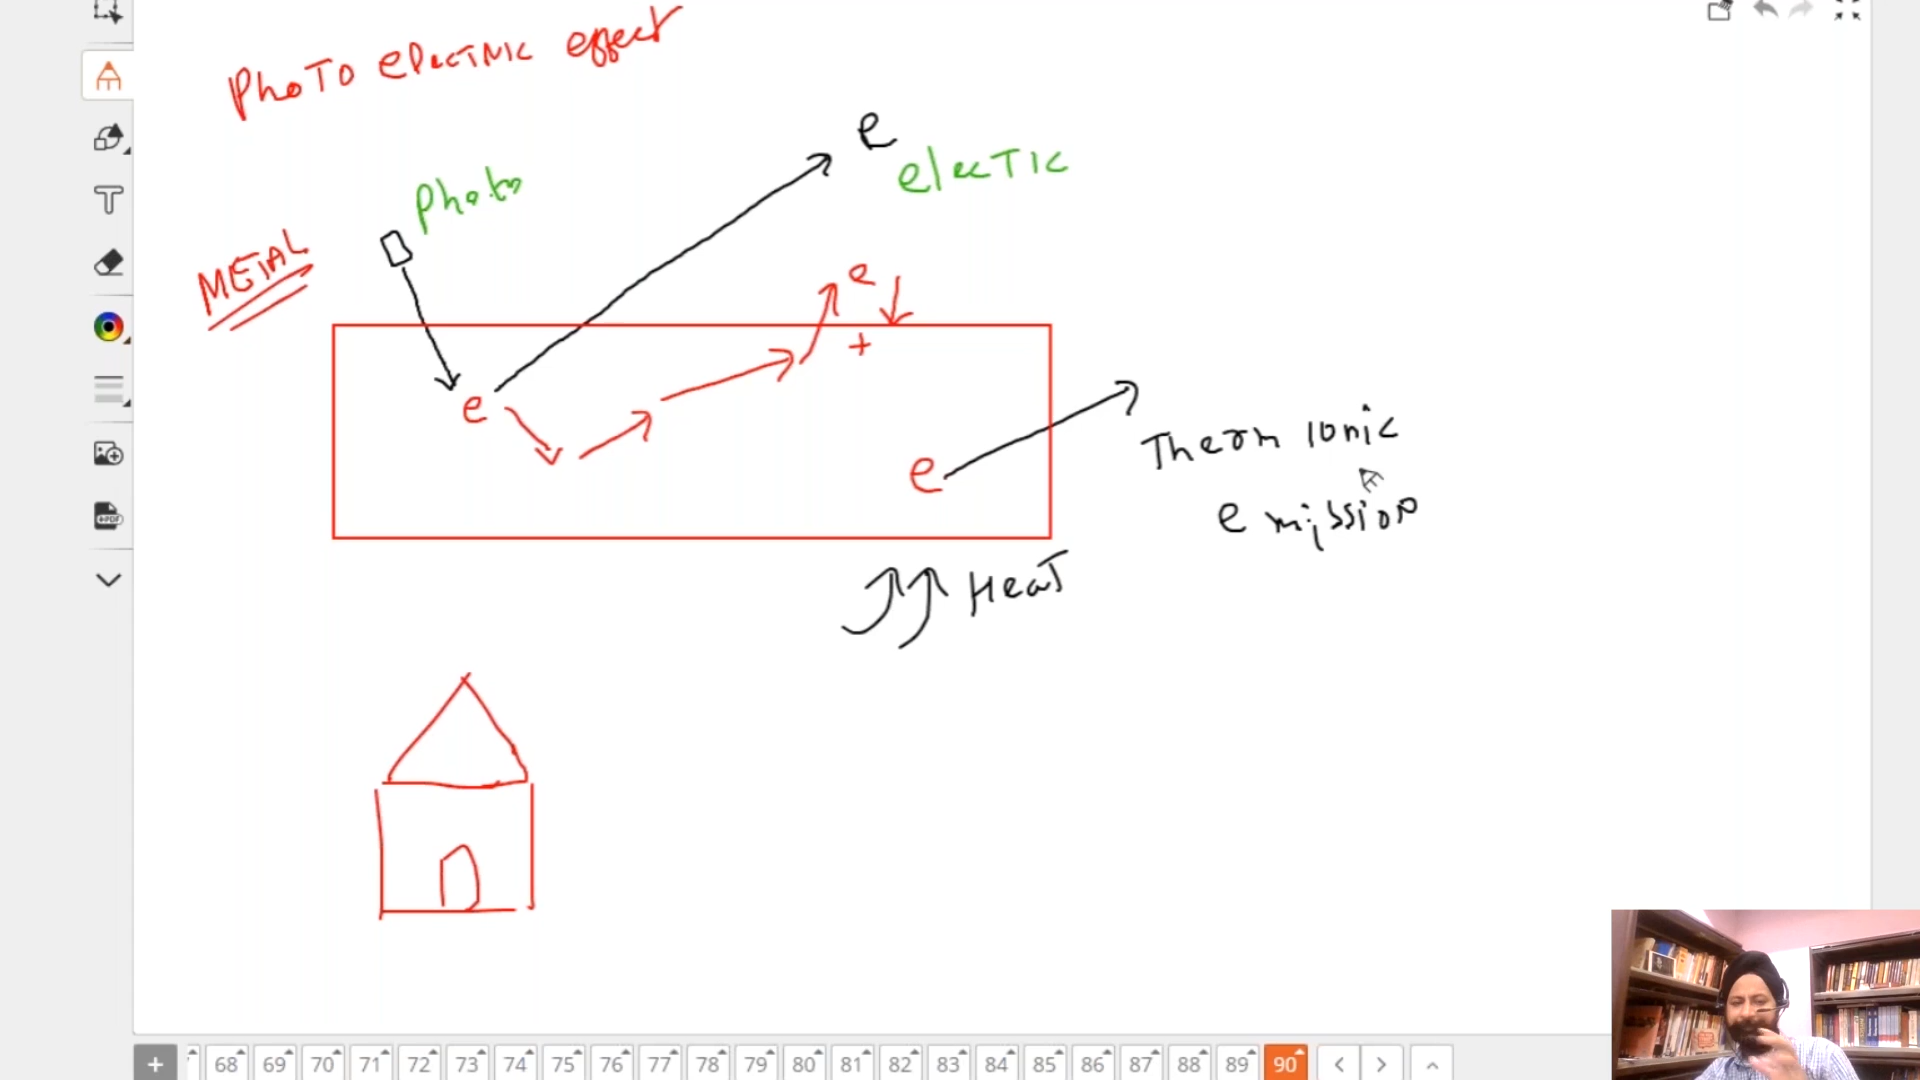 Photo electric effect
e
electic
Photo
METAL
e
+
e
e
Therm ionic
emission
Heat
68 69 70 71 72 73 74 75 76 77 78 79 80 81 82 83 84 85 86 87 88 89 90